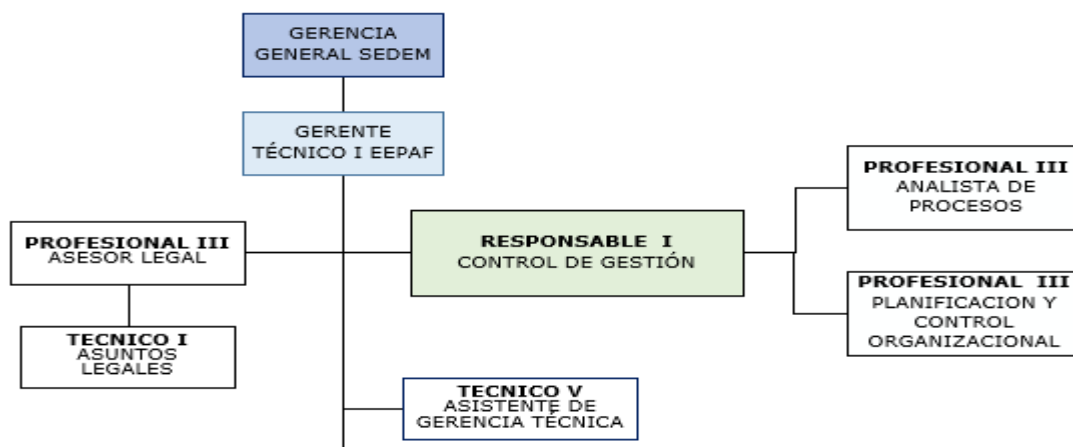 GERENCIA
GENERAL SEDEM
GERENTE
TÉCNICO I EEPAF
PROFESIONAL III
ANALISTA DE
PROCESOS
PROFESIONAL III
ASESOR LEGAL
RESPONSABLE I
CONTROL DE GESTIÓN
PROFESIONAL III
PLANIFICACION Y
CONTROL
ORGANIZACIONAL
TECNICO I
ASUNTOS
LEGALES
TECNICO V
ASISTENTE DE
GERENCIA TÉCNICA